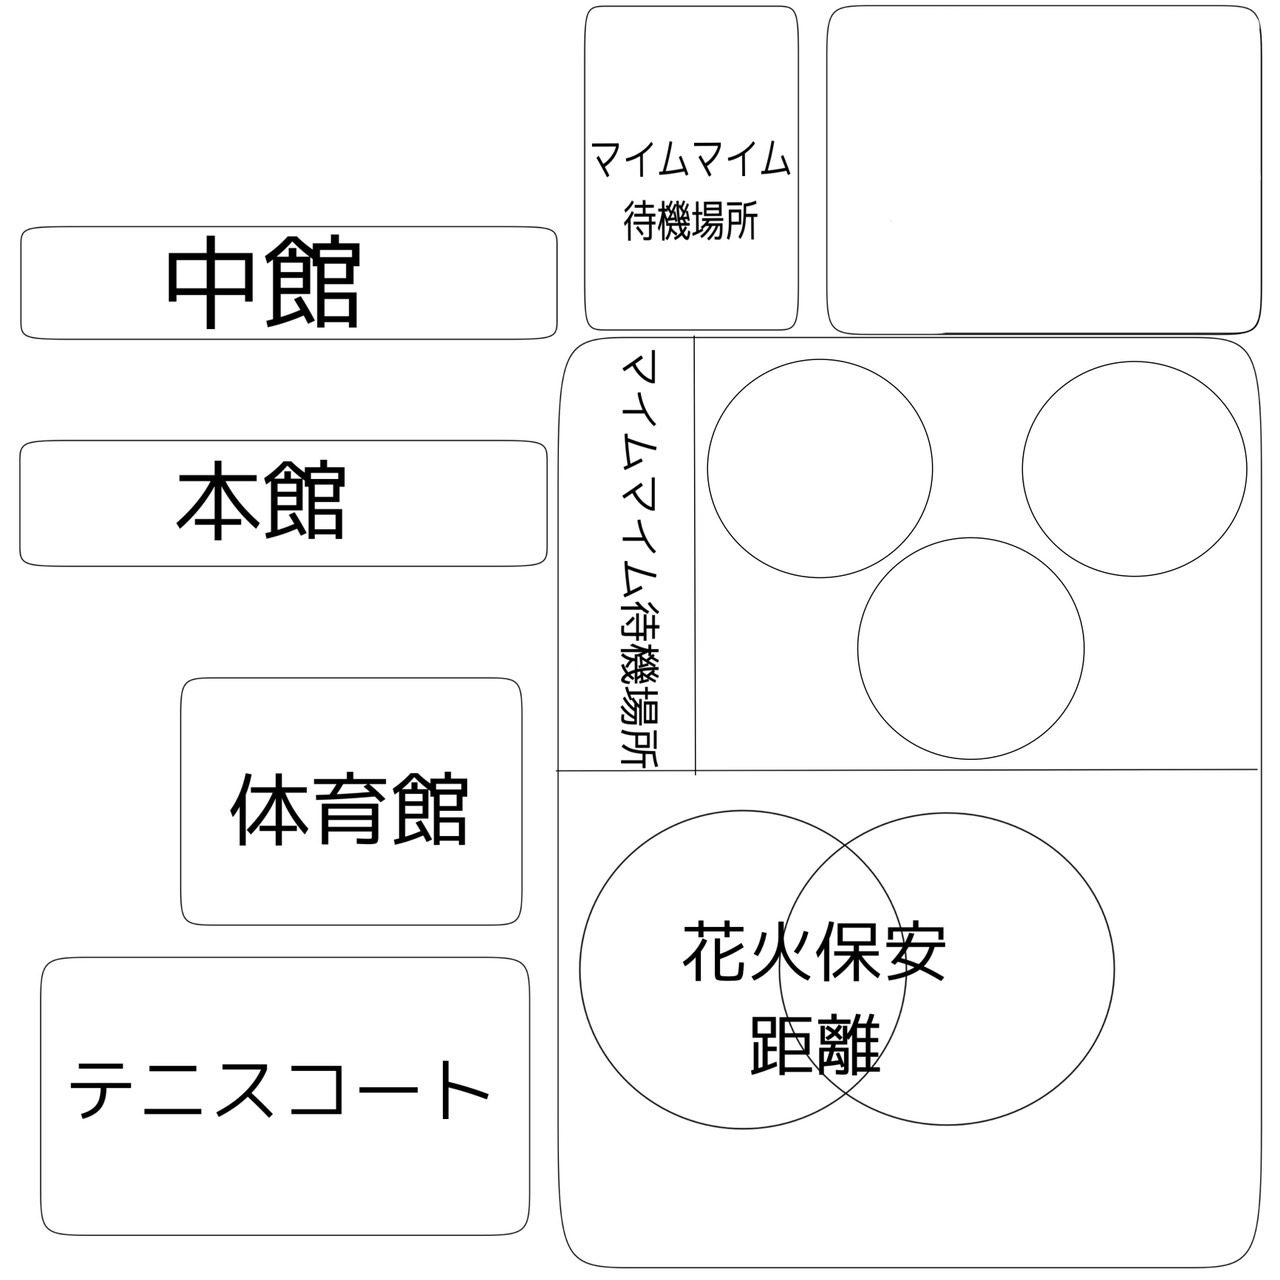 マイムマイム
待機場所
中館
マイムマイム待機場所
本館
体育館
花火保安
距離
テニスコート